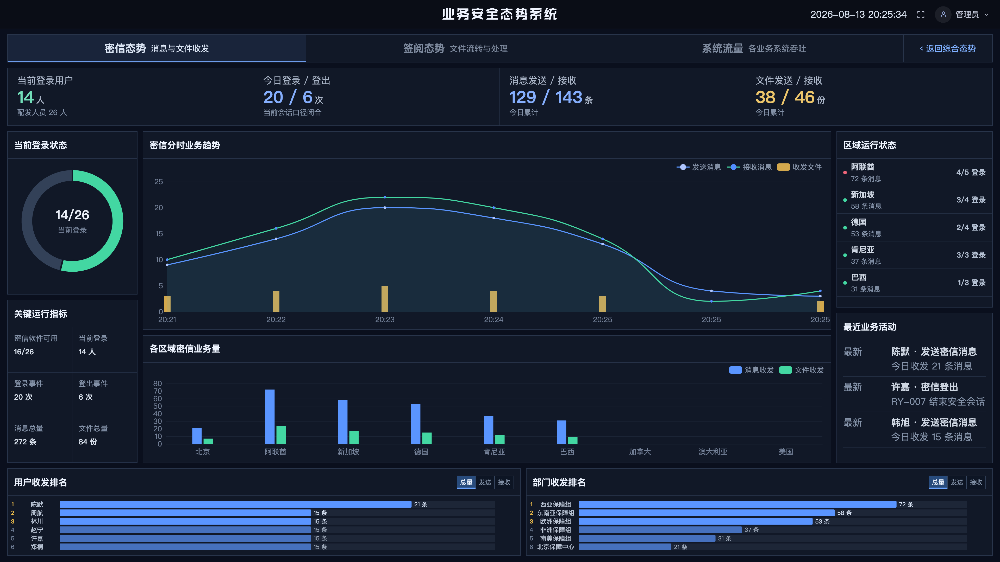 业务安全态势系统
2026-08-13 20:25:34
管理员
密信态势 消息与文件收发
签阅态势 文件流转与处理
系统流量 各业务系统吞吐
< 返回综合态势
当前登录用户
14 人
配发人员 26 人
今日登录 / 登出
20 / 6 次
当前会话口径闭合
消息发送 / 接收
129 / 143 条
今日累计
文件发送 / 接收
38 / 46 份
今日累计
当前登录状态
14/26
当前登录
关键运行指标
密信软件可用
16/26
当前登录
14 人
登录事件
20 次
登出事件
6 次
消息总量
272 条
文件总量
84 份
密信分时业务趋势
发送消息 接收消息 收发文件
25
20
15
10
5
0
20:21 20:22 20:23 20:24 20:25 20:25 20:25
各区域密信业务量
消息收发 文件收发
80
70
60
50
40
30
20
10
0
北京 阿联酋 新加坡 德国 肯尼亚 巴西 加拿大 澳大利亚 美国
区域运行状态
阿联酋
72 条消息
4/5 登录
新加坡
58 条消息
3/4 登录
德国
53 条消息
2/4 登录
肯尼亚
37 条消息
3/3 登录
巴西
31 条消息
1/3 登录
最近业务活动
最新 陈默 · 发送密信消息
今日收发 21 条消息
最新 许嘉 · 密信登出
RY-007 结束安全会话
最新 韩旭 · 发送密信消息
今日收发 15 条消息
用户收发排名
总量 发送 接收
1 陈默 21 条
2 周航 15 条
3 林川 15 条
4 赵宁 15 条
5 许嘉 15 条
6 郑桐 15 条
部门收发排名
总量 发送 接收
1 西亚保障组 72 条
2 东南亚保障组 58 条
3 欧洲保障组 53 条
4 非洲保障组 37 条
5 南美保障组 31 条
6 北京保障中心 21 条